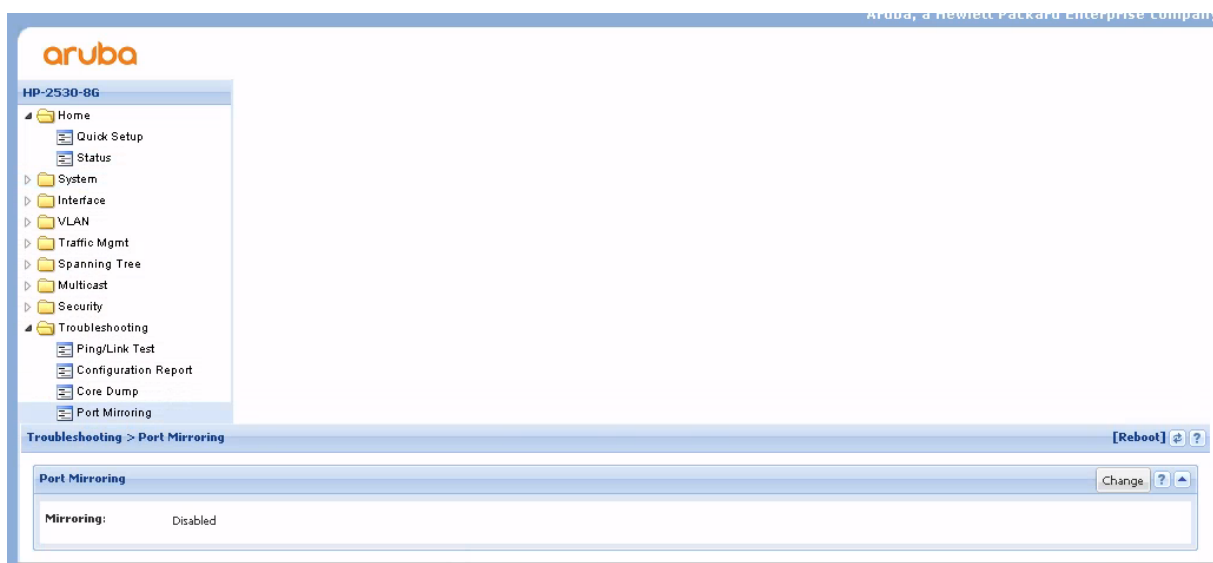 Aruba, a Hewlett Packard Enterprise company
aruba
HP-2530-8G
Home
Quick Setup
Status
System
Interface
VLAN
Traffic Mgmt
Spanning Tree
Multicast
Security
Troubleshooting
Ping/Link Test
Configuration Report
Core Dump
Port Mirroring
Troubleshooting > Port Mirroring [Reboot] ?
Port Mirroring Change ?
Mirroring: Disabled